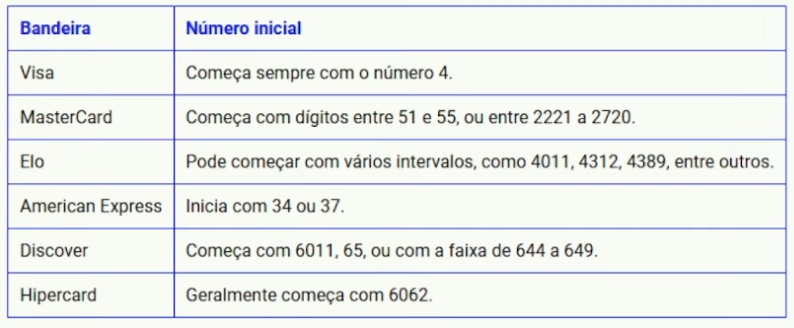 Bandeira Número inicial
Visa Começa sempre com o número 4.
MasterCard Começa com dígitos entre 51 e 55, ou entre 2221 a 2720.
Elo Pode começar com vários intervalos, como 4011, 4312, 4389, entre outros.
American Express Inicia com 34 ou 37.
Discover Começa com 6011, 65, ou com a faixa de 644 a 649.
Hipercard Geralmente começa com 6062.